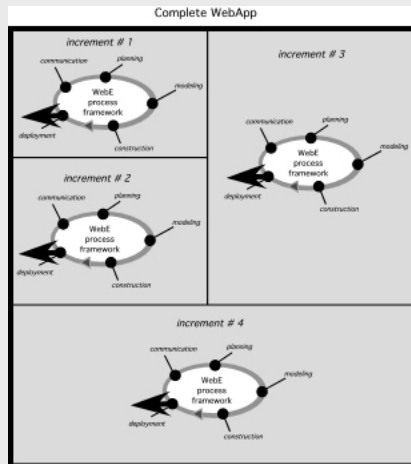 Complete WebApp
increment # 1
communication
planning
WebE
process
framework
modeling
deployment
construction
increment # 2
communication
planning
WebE
process
framework
modeling
deployment
construction
increment # 3
communication
planning
WebE
process
framework
modeling
deployment
construction
increment # 4
communication
planning
WebE
process
framework
modeling
deployment
construction